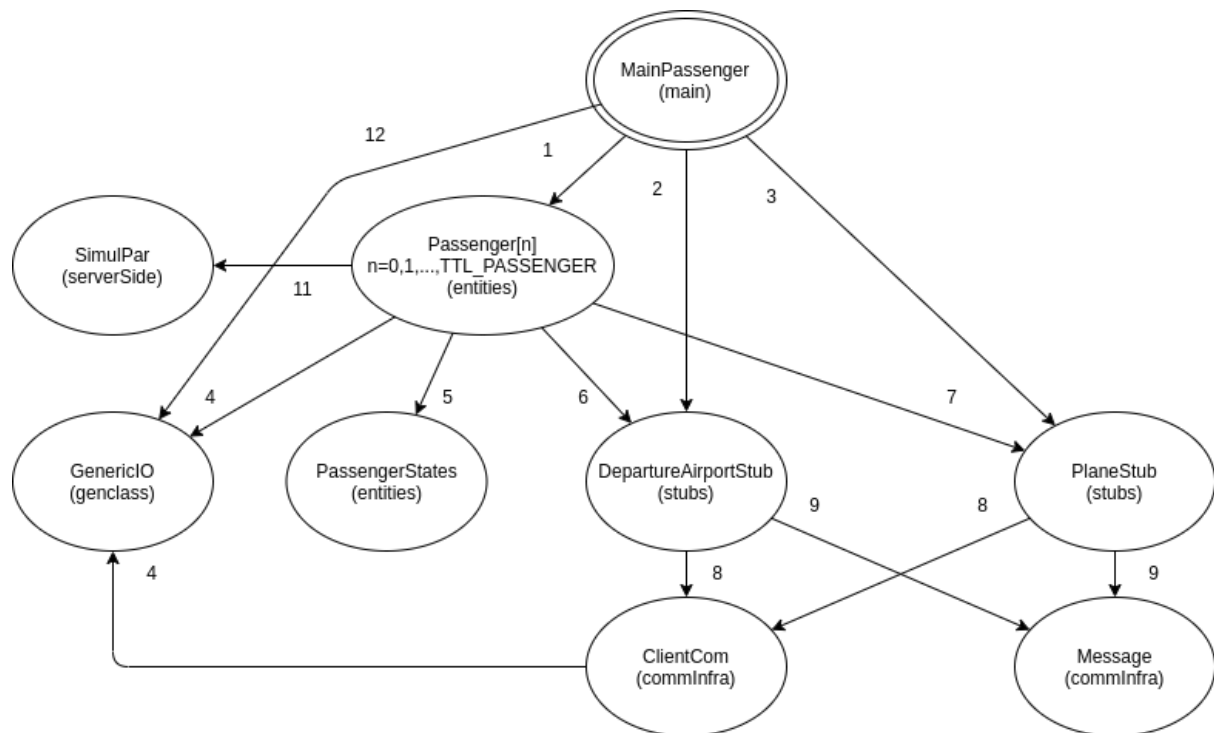 MainPassenger
(main)
12
1
2
3
SimulPar
(serverSide)
Passenger[n]
n=0,1,...,TTL_PASSENGER
(entities)
11
4
5
6
7
GenericIO
(genclass)
PassengerStates
(entities)
DepartureAirportStub
(stubs)
PlaneStub
(stubs)
9
8
4
8
9
ClientCom
(commInfra)
Message
(commInfra)